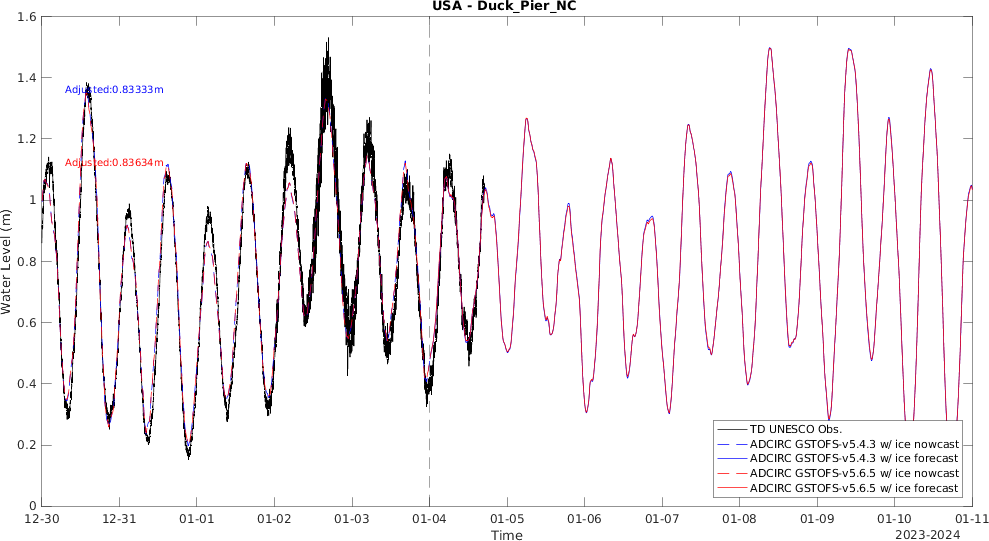 USA - Duck_Pier_NC
Water Level (m)
1.6
1.4
1.2
1
0.8
0.6
0.4
0.2
0
Adjusted:0.83333m
Adjusted:0.83634m
TD UNESCO Obs.
ADCIRC GSTOFS-v5.4.3 w/ ice nowcast
ADCIRC GSTOFS-v5.4.3 w/ ice forecast
ADCIRC GSTOFS-v5.6.5 w/ ice nowcast
ADCIRC GSTOFS-v5.6.5 w/ ice forecast
12-30 12-31 01-01 01-02 01-03 01-04 01-05 01-06 01-07 01-08 01-09 01-10 01-11
Time
2023-2024